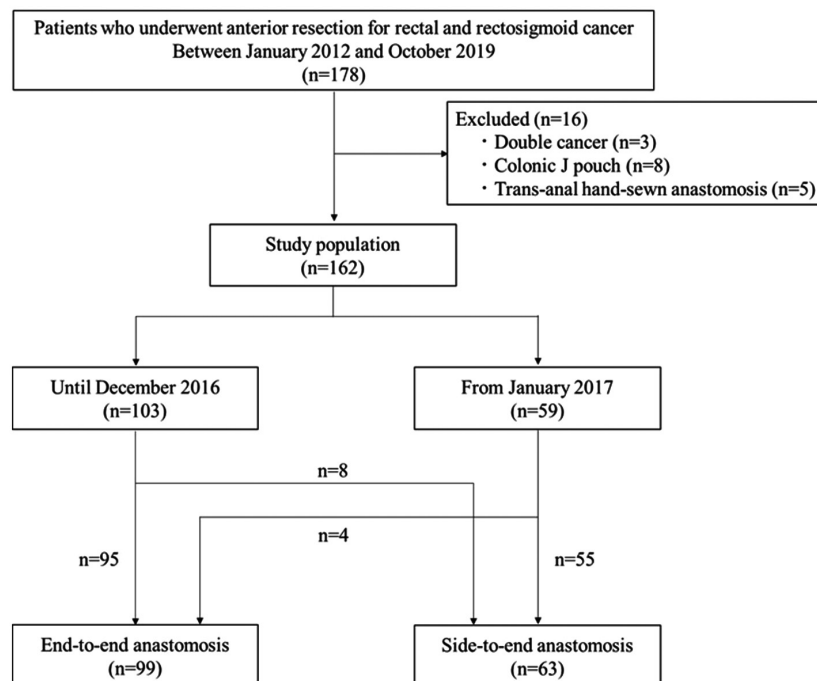 Patients who underwent anterior resection for rectal and rectosigmoid cancer
Between January 2012 and October 2019
(n=178)
Excluded (n=16)
・Double cancer (n=3)
・Colonic J pouch (n=8)
・Trans-anal hand-sewn anastomosis (n=5)
Study population
(n=162)
Until December 2016
(n=103)
From January 2017
(n=59)
n=8
n=4
n=95
n=55
End-to-end anastomosis
(n=99)
Side-to-end anastomosis
(n=63)